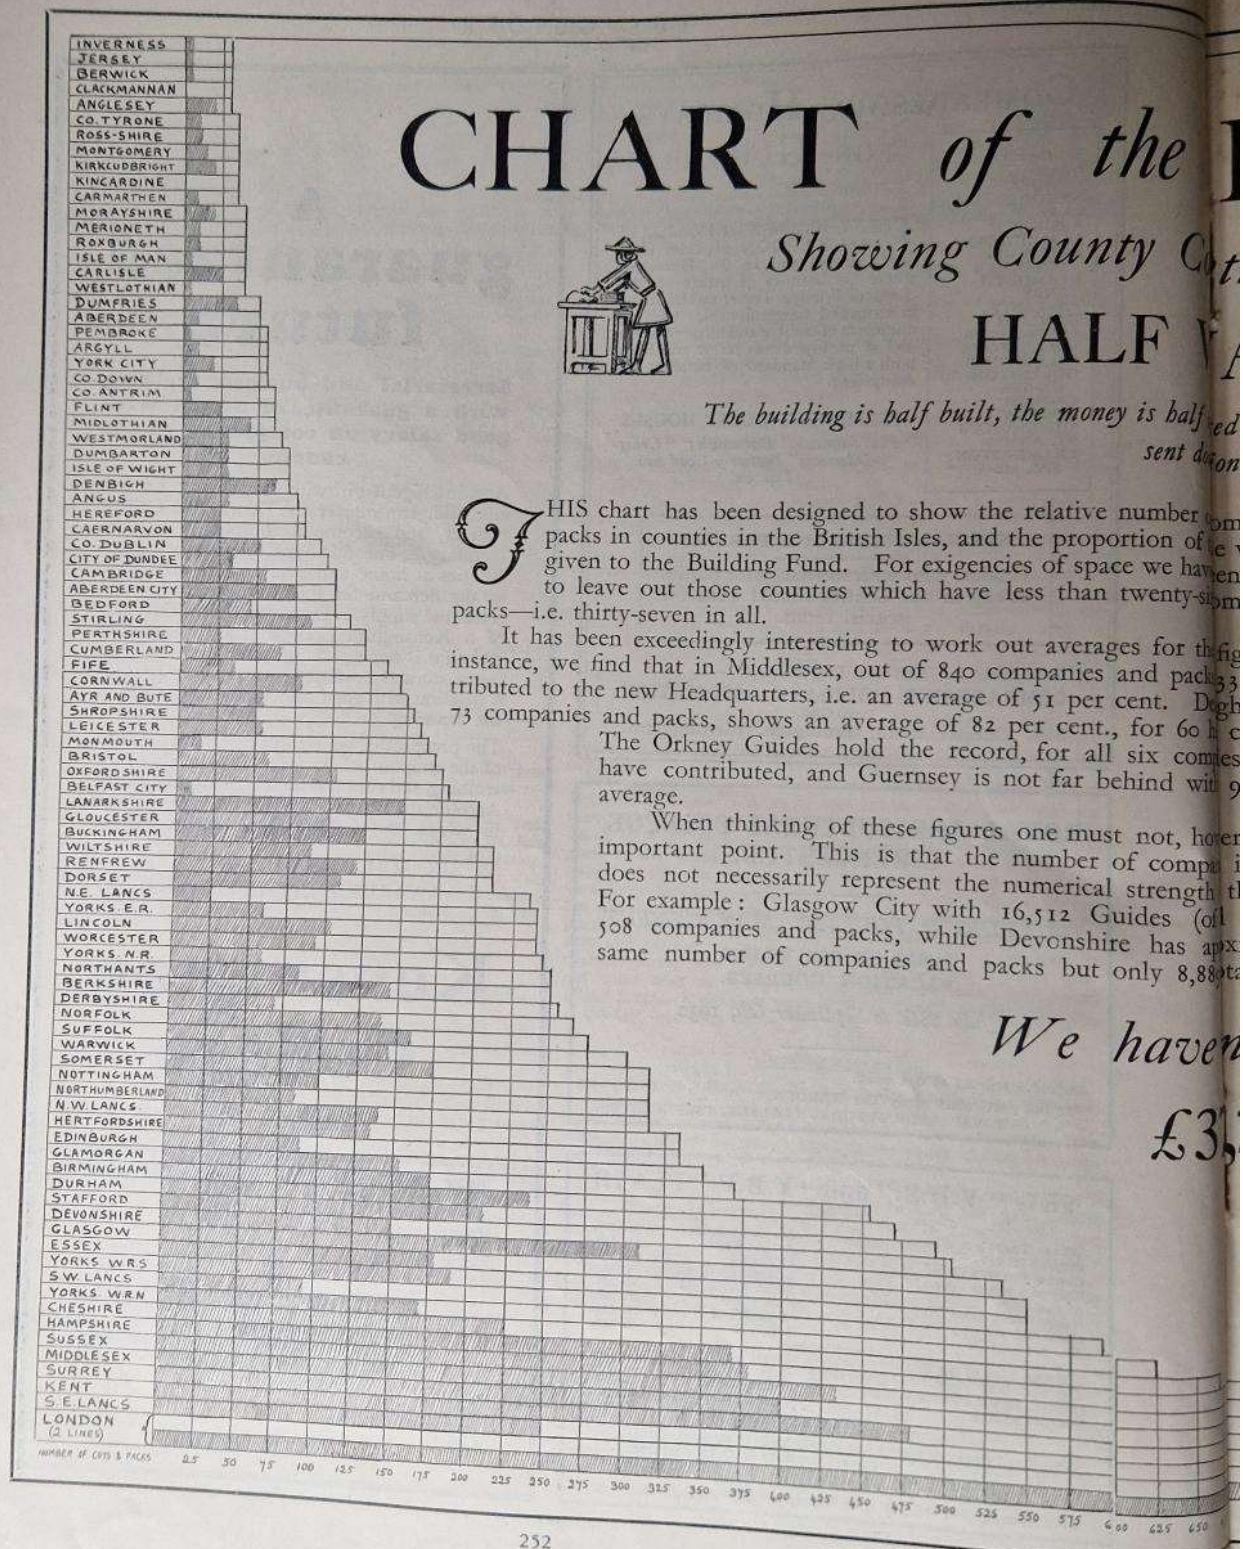 INVERNESS
JERSEY
BERWICK
CLACKMANNAN
ANGLESEY
CO. TYRONE
ROSS-SHIRE
MONTGOMERY
KIRKCUDBRIGHT
KINCARDINE
CARMARTHEN
MORAYSHIRE
MERIONETH
ROXBURGH
ISLE OF MAN
CARLISLE
WESTLOTHIAN
DUMFRIES
ABERDEEN
PEMBROKE
ARGYLL
YORK CITY
CO. DOWN
CO. ANTRIM
FLINT
MIDLOTHIAN
WESTMORLAND
DUMBARTON
ISLE OF WIGHT
DENBIGH
ANGUS
HEREFORD
CAERNARVON
CO. DUBLIN
CITY OF DUNDEE
CAMBRIDGE
ABERDEEN CITY
BEDFORD
STIRLING
PERTHSHIRE
CUMBERLAND
FIFE
CORNWALL
AYR AND BUTE
SHROPSHIRE
LEICESTER
MONMOUTH
BRISTOL
OXFORDSHIRE
BELFAST CITY
LANARKSHIRE
GLOUCESTER
BUCKINGHAM
WILTSHIRE
RENFREW
DORSET
N.E. LANCS
YORKS. E.R.
LINCOLN
WORCESTER
YORKS. N.R.
NORTHANTS
BERKSHIRE
DERBYSHIRE
NORFOLK
SUFFOLK
WARWICK
SOMERSET
NOTTINGHAM
NORTHUMBERLAND
N.W. LANCS.
HERTFORDSHIRE
EDINBURGH
GLAMORGAN
BIRMINGHAM
DURHAM
STAFFORD
DEVONSHIRE
GLASGOW
ESSEX
YORKS. W.R.S
S.W. LANCS
YORKS. W.R.N
CHESHIRE
HAMPSHIRE
SUSSEX
MIDDLESEX
SURREY
KENT
S.E. LANCS
LONDON
(2 LINES)
NUMBER OF COYS & PACKS 25 50 75 100 125 150 175 200 225 250 275 300 325 350 375 400 425 450 475 500 525 550 575 600 625 650
CHART of the
Showing County
HALF
The building is half built, the money is half
sent
THIS chart has been designed to show the relative number
packs in counties in the British Isles, and the proportion of
given to the Building Fund. For exigencies of space we
to leave out those counties which have less than
packs—i.e. thirty-seven in all.
It has been exceedingly interesting to work out averages for
instance, we find that in Middlesex, out of 840 companies and
tributed to the new Headquarters, i.e. an average of 51 per cent.
73 companies and packs, shows an average of 82 per cent., for 60
The Orkney Guides hold the record, for all six
have contributed, and Guernsey is not far behind
average.
When thinking of these figures one must not,
important point. This is that the number of
does not necessarily represent the numerical strength
For example: Glasgow City with 16,512 Guides
508 companies and packs, while Devonshire has
same number of companies and packs but only
We haven
£3
252